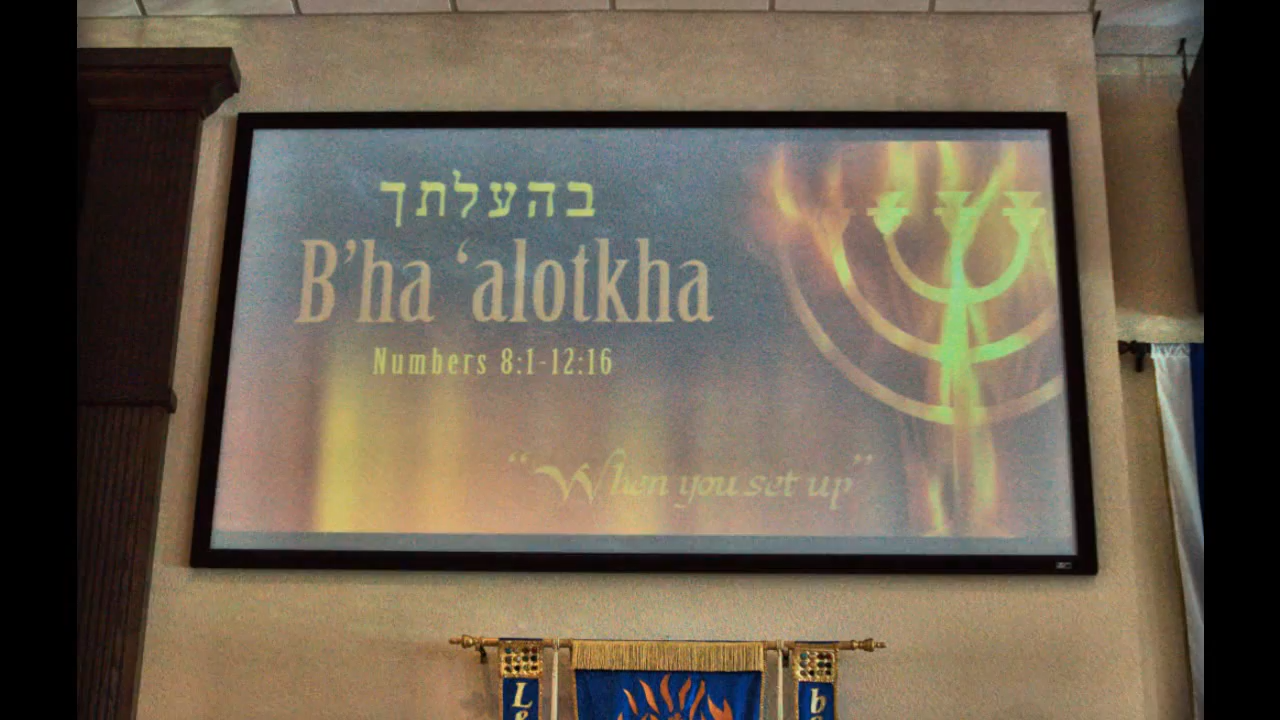 בהעלתך
B'ha 'alotkha
Numbers 8:1-12:16
"When you set up"